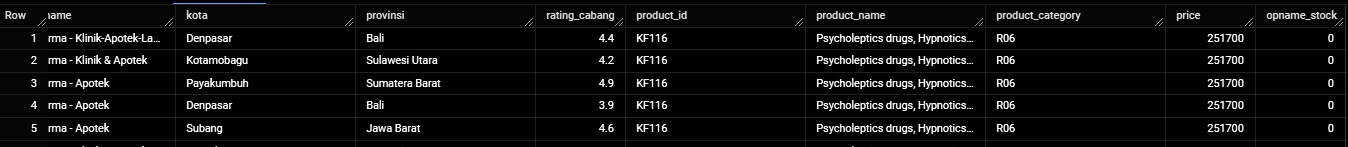 Row name kota provinsi rating_cabang product_id product_name product_category price opname_stock
1 rma - Klinik-Apotek-La... Denpasar Bali 4.4 KF116 Psycholeptics drugs, Hypnotics... R06 251700 0
2 rma - Klinik & Apotek Kotamobagu Sulawesi Utara 4.2 KF116 Psycholeptics drugs, Hypnotics... R06 251700 0
3 rma - Apotek Payakumbuh Sumatera Barat 4.9 KF116 Psycholeptics drugs, Hypnotics... R06 251700 0
4 rma - Apotek Denpasar Bali 3.9 KF116 Psycholeptics drugs, Hypnotics... R06 251700 0
5 rma - Apotek Subang Jawa Barat 4.6 KF116 Psycholeptics drugs, Hypnotics... R06 251700 0